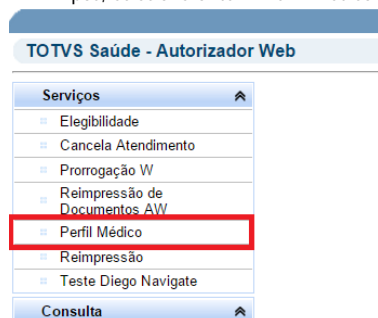 TOTVS Saúde - Autorizador Web
Serviços
Elegibilidade
Cancela Atendimento
Prorrogação W
Reimpressão de
Documentos AW
Perfil Médico
Reimpressão
Teste Diego Navigate
Consulta